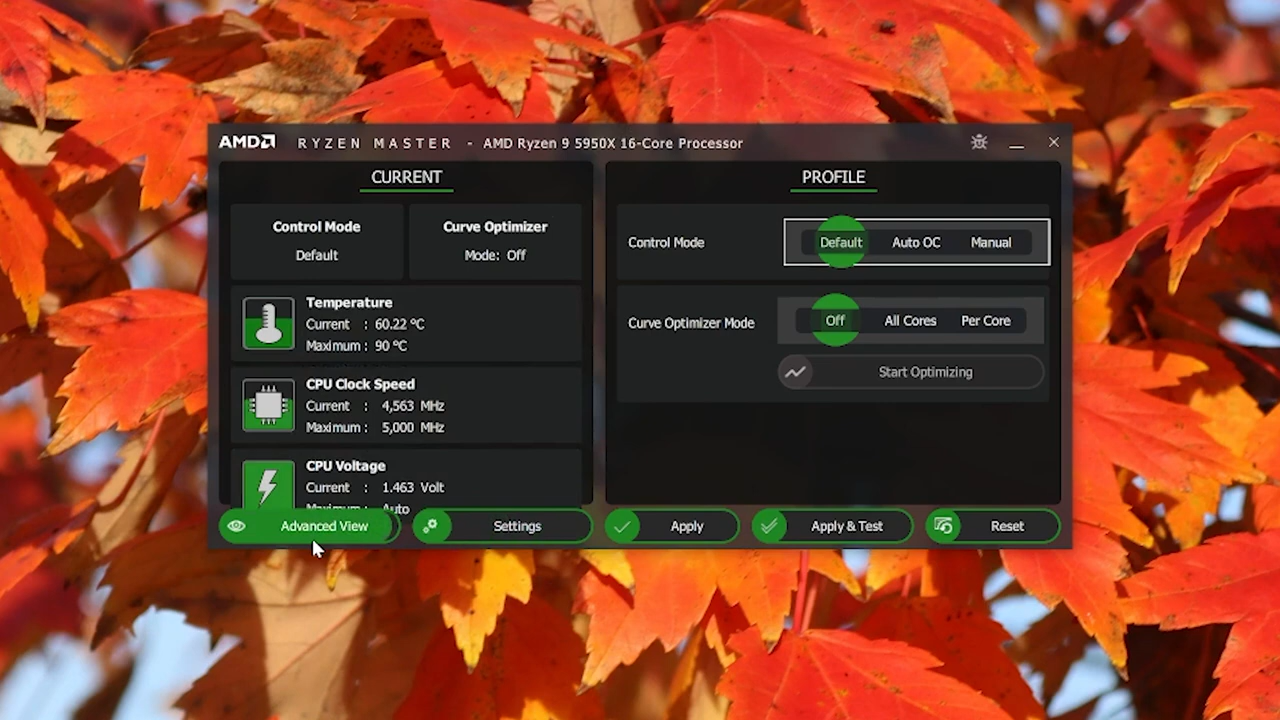 AMD RYZEN MASTER - AMD Ryzen 9 5950X 16-Core Processor
CURRENT
Control Mode
Default
Curve Optimizer
Mode: Off
Temperature
Current : 60.22 °C
Maximum : 90 °C
CPU Clock Speed
Current : 4,563 MHz
Maximum : 5,000 MHz
CPU Voltage
Current : 1.463 Volt
Maximum : Auto
PROFILE
Control Mode
Default Auto OC Manual
Curve Optimizer Mode
Off All Cores Per Core
Start Optimizing
Advanced View
Settings
Apply
Apply & Test
Reset